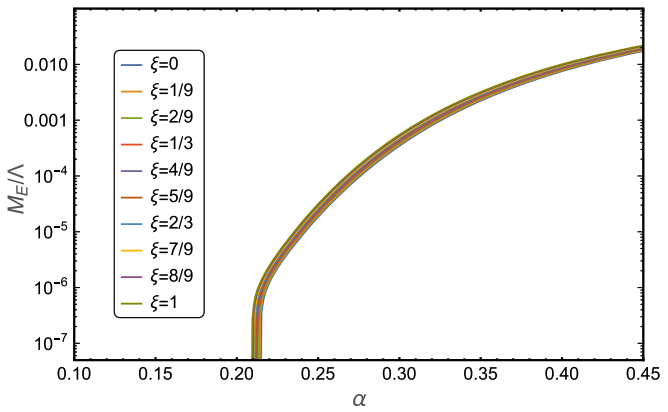 M_E/Λ
0.010
0.001
10⁻⁴
10⁻⁵
10⁻⁶
10⁻⁷
ξ=0
ξ=1/9
ξ=2/9
ξ=1/3
ξ=4/9
ξ=5/9
ξ=2/3
ξ=7/9
ξ=8/9
ξ=1
0.10 0.15 0.20 0.25 0.30 0.35 0.40 0.45
α